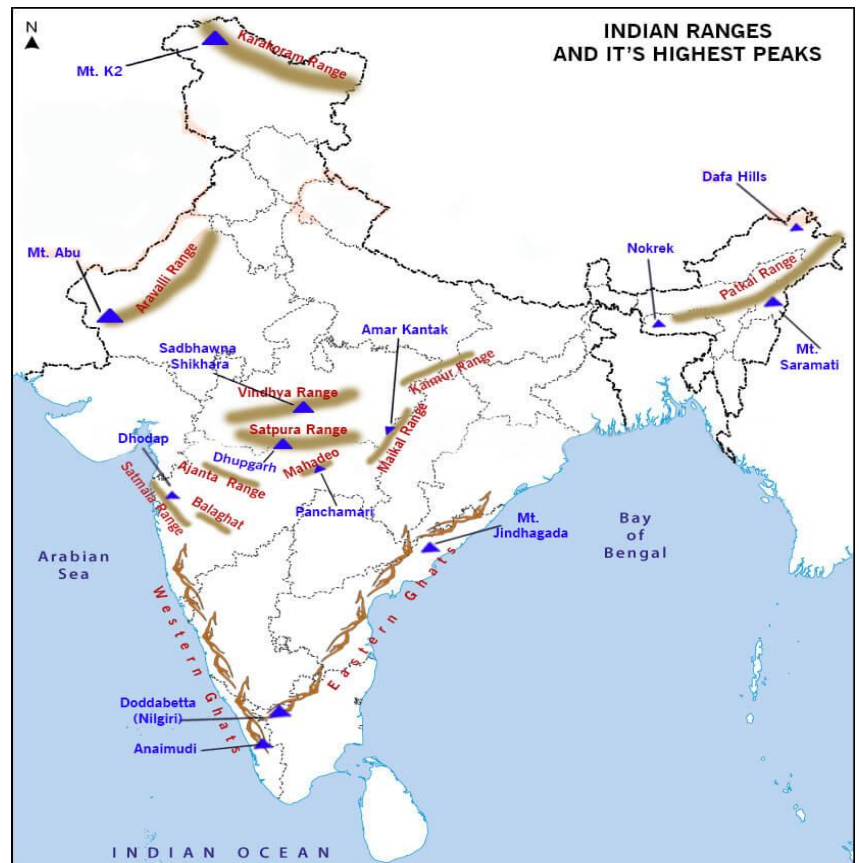 INDIAN RANGES
AND IT'S HIGHEST PEAKS
N
Karakoram Range
Mt. K2
Dafa Hills
Mt. Abu
Aravalli Range
Nokrek
Patkai Range
Mt.
Saramati
Sadbhawna
Shikhara
Amar Kantak
Kaimur Range
Vindhya Range
Satpura Range
Maikal Range
Dhodap
Dhupgarh
Mahadeo
Ajanta Range
Satmala Range
Balaghat
Panchamari
Mt.
Jindhagada
Bay
of
Bengal
Arabian
Sea
Western Ghats
Eastern Ghats
Doddabetta
(Nilgiri)
Anaimudi
INDIAN OCEAN